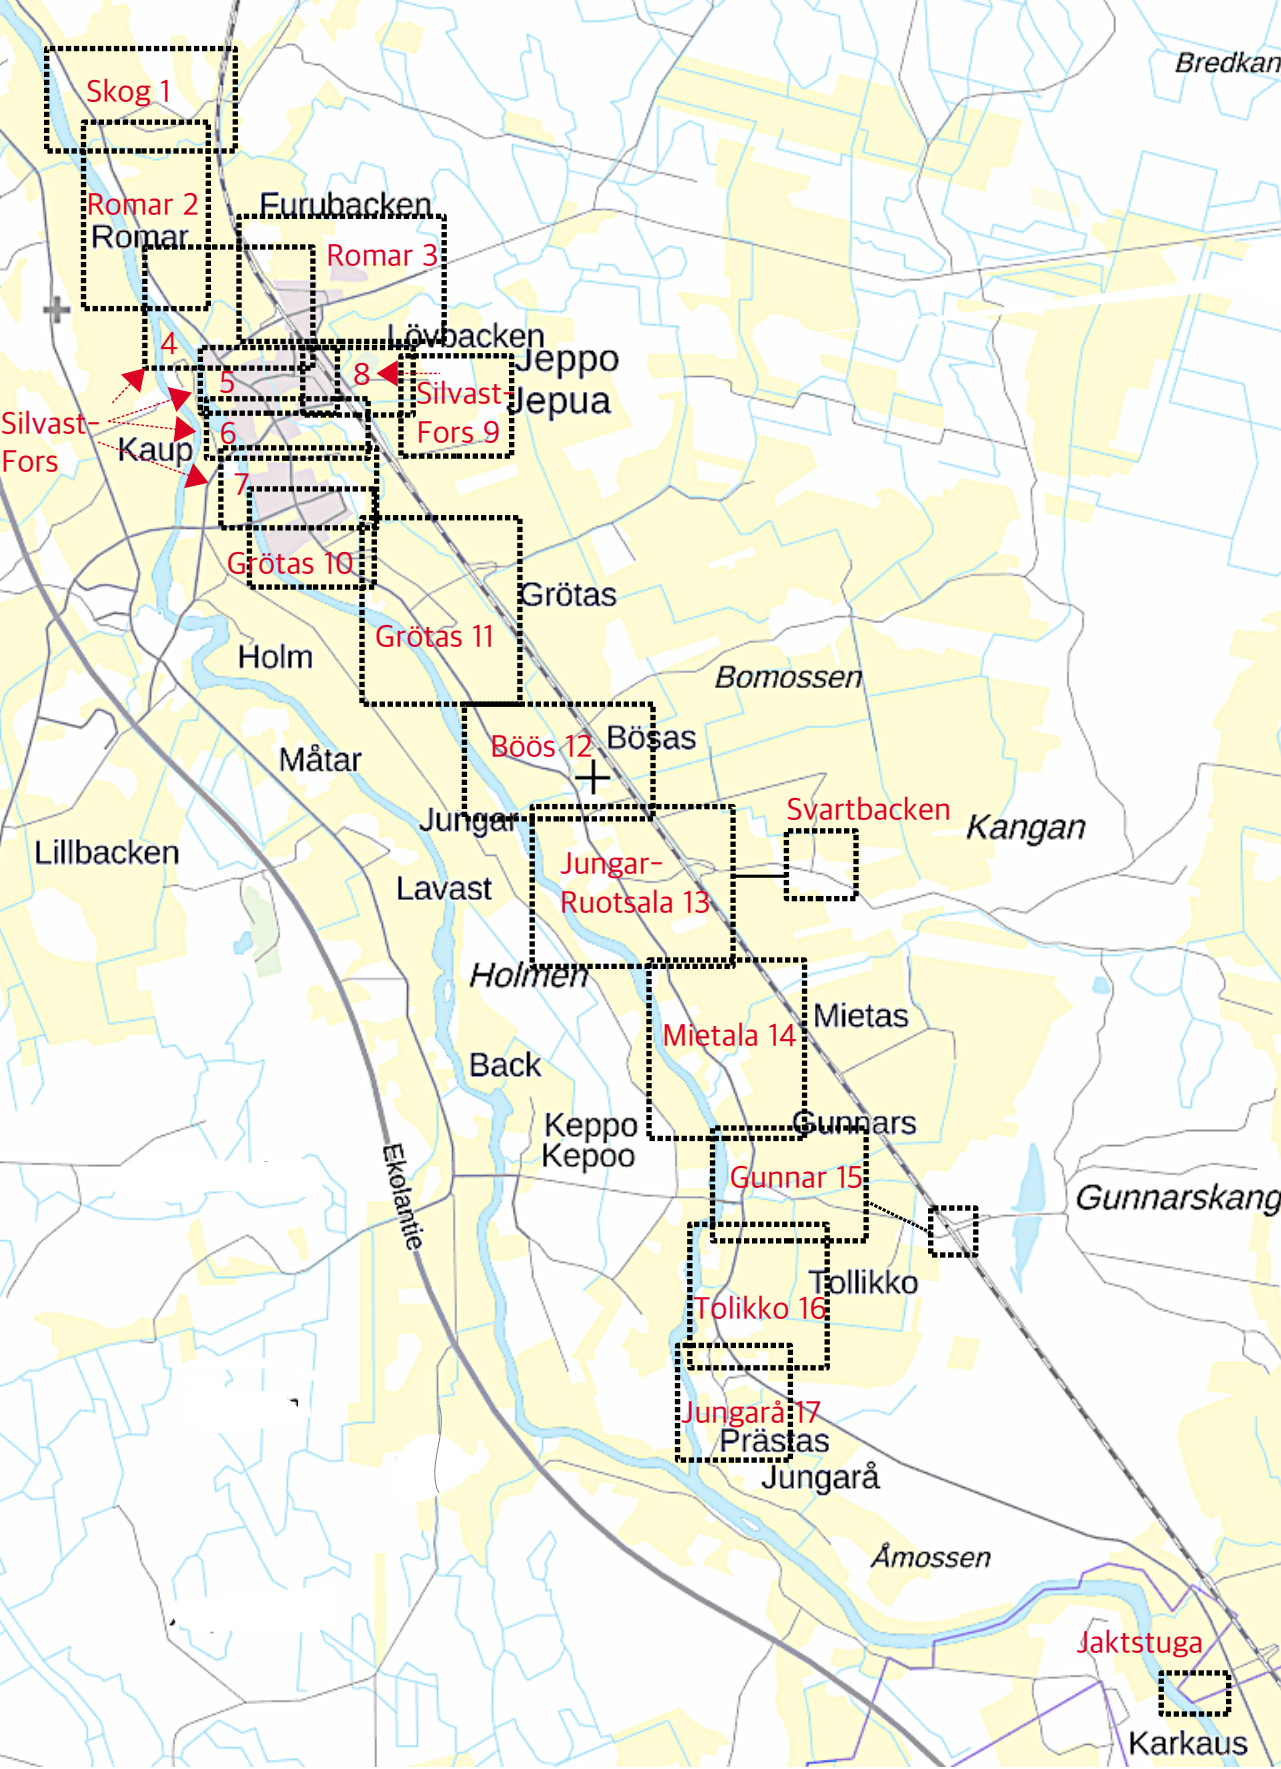 Bredkan
Skog 1
Romar 2
Romar
Furubacken
Romar 3
4
Lövbacken
Jeppo
Jepua
5
8
Silvast-
Fors 9
Silvast-
Fors
6
Kaup
7
Grötas 10
Grötas
Grötas 11
Holm
Bomossen
Böös 12
Bösas
Måtar
Jungar
Svartbacken
Kangan
Lillbacken
Jungar-
Ruotsala 13
Lavast
Holmen
Mietas
Mietala 14
Back
Keppo
Kepoo
Gunnars
Gunnar 15
Ekolantie
Gunnarskang
Tollikko
Tolikko 16
Jungarå 17
Prästas
Jungarå
Åmossen
Jaktstuga
Karkaus